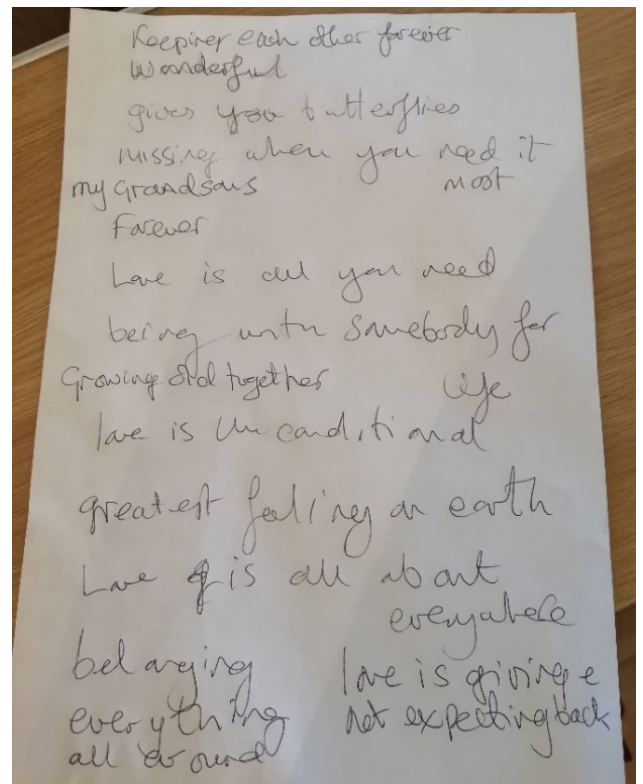 Keepiner each other forever
Wonderful
gives you butterflies
missing when you need it
most
my Grandsons
Forever
Love is all you need
being with somebody for
life
Growing old together
love is Unconditional
greatest feeling on earth
Love is all about
everywhere
belonging
love is giving e
everything
not expecting back
all around